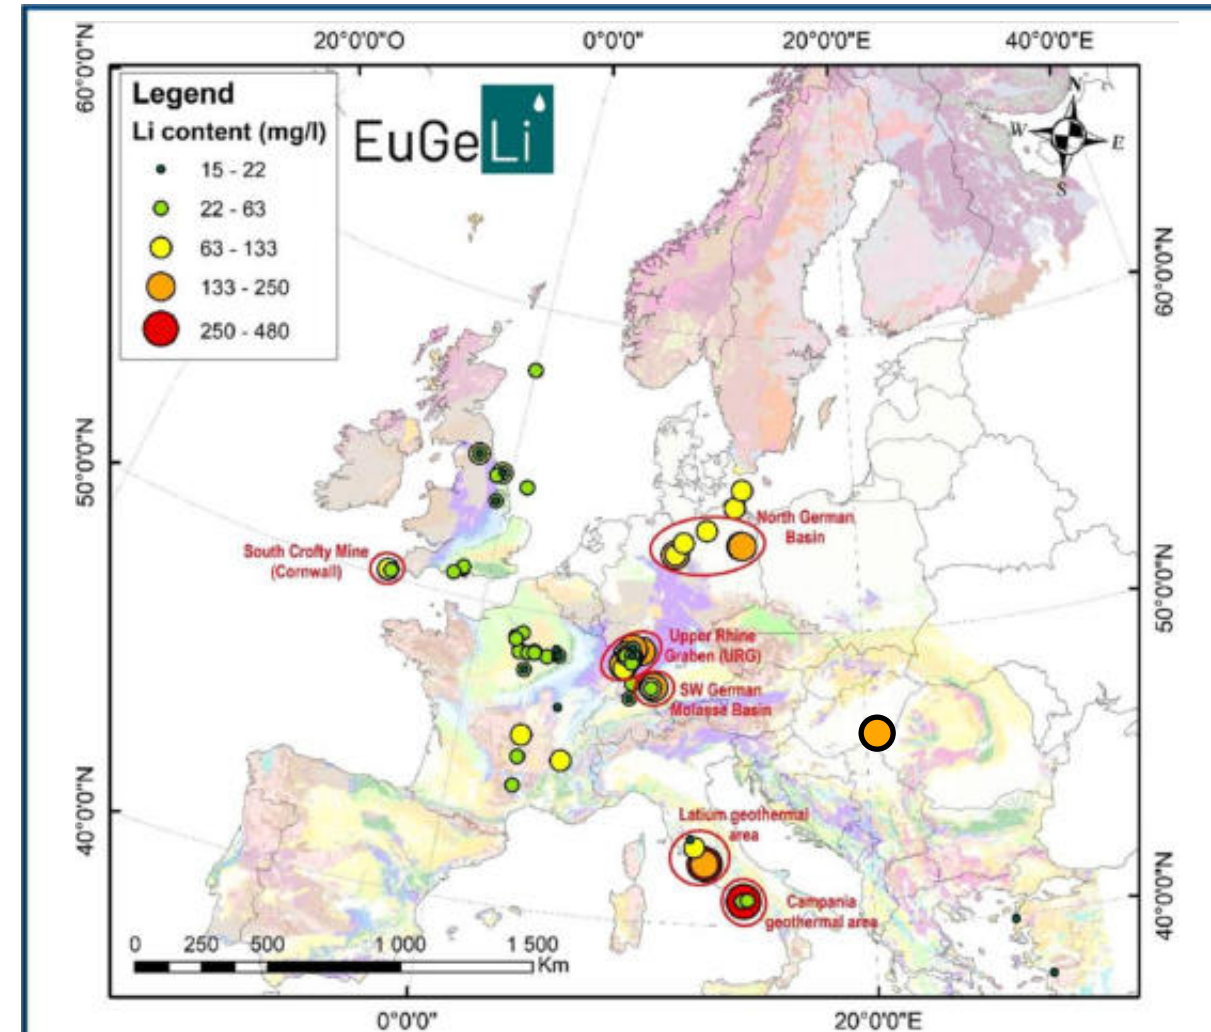 20°0'0"O 0°0'0" 20°0'0"E 40°0'0"E
60°0'0"N
Legend
Li content (mg/l)
15 - 22
22 - 63
63 - 133
133 - 250
250 - 480
EuGeLi
N
W E
S
60°0'0"N
50°0'0"N
North German
Basin
South Crofty Mine
(Cornwall)
50°0'0"N
Upper Rhine
Graben (URG)
SW German
Molasse Basin
40°0'0"N
Latium geothermal
area
Campania
geothermal area
40°0'0"N
0 250 500 1 000 1 500
Km
0°0'0" 20°0'0"E